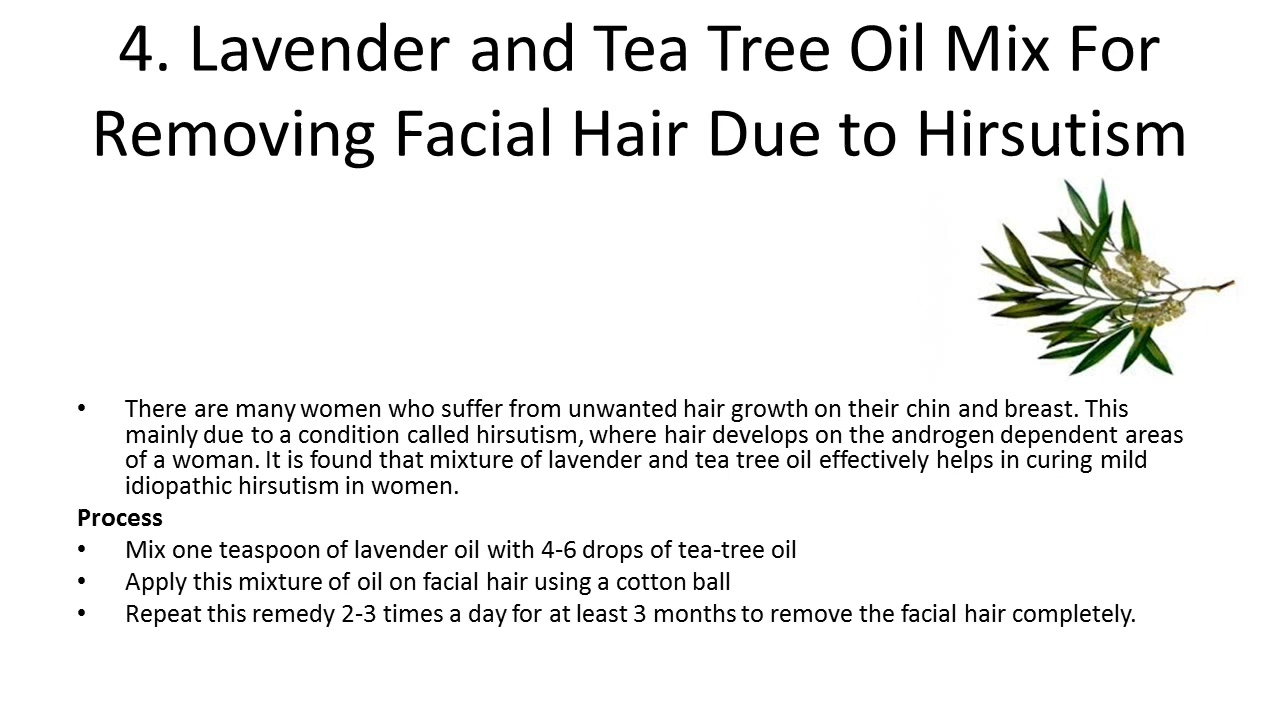 4. Lavender and Tea Tree Oil Mix For
Removing Facial Hair Due to Hirsutism
• There are many women who suffer from unwanted hair growth on their chin and breast. This
mainly due to a condition called hirsutism, where hair develops on the androgen dependent areas
of a woman. It is found that mixture of lavender and tea tree oil effectively helps in curing mild
idiopathic hirsutism in women.
Process
• Mix one teaspoon of lavender oil with 4-6 drops of tea-tree oil
• Apply this mixture of oil on facial hair using a cotton ball
• Repeat this remedy 2-3 times a day for at least 3 months to remove the facial hair completely.